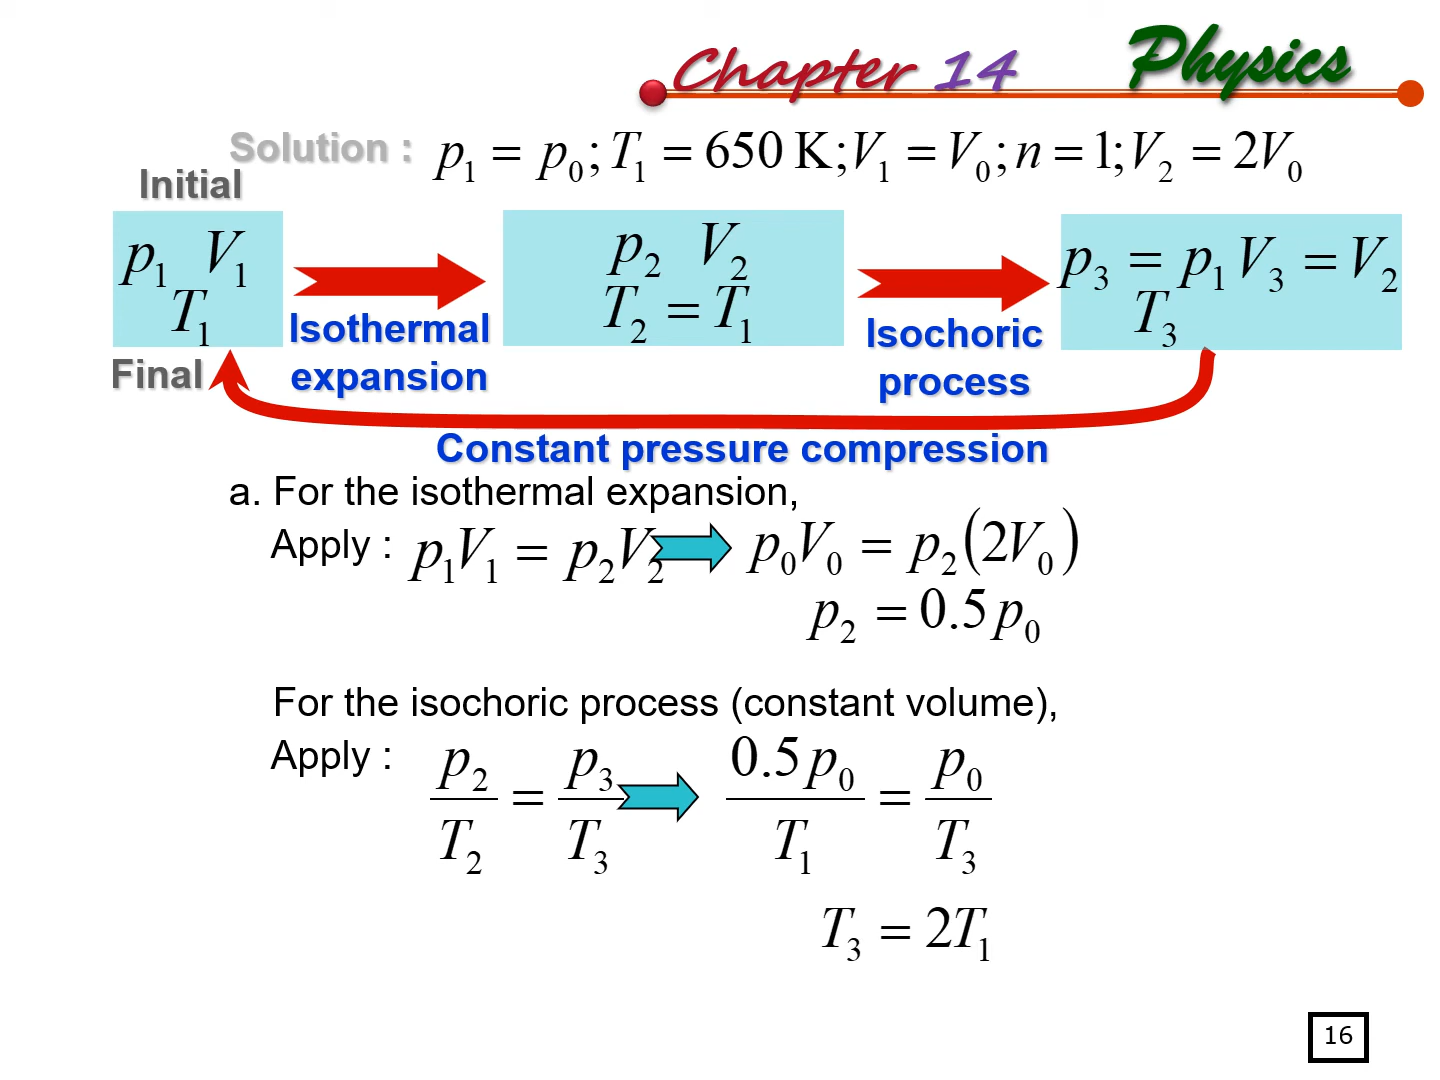 Chapter 14 Physics
Solution : p₁ = p₀; T₁ = 650 K; V₁ = V₀; n = 1; V₂ = 2V₀
Initial
p₁ V₁
T₁
Isothermal
expansion
p₂ V₂
T₂ = T₁
Isochoric
process
p₃ = p₁ V₃ = V₂
T₃
Final
Constant pressure compression
a. For the isothermal expansion,
Apply : p₁V₁ = p₂V₂ p₀V₀ = p₂(2V₀)
p₂ = 0.5p₀
For the isochoric process (constant volume),
Apply : p₂/T₂ = p₃/T₃ 0.5p₀/T₁ = p₀/T₃
T₃ = 2T₁
16